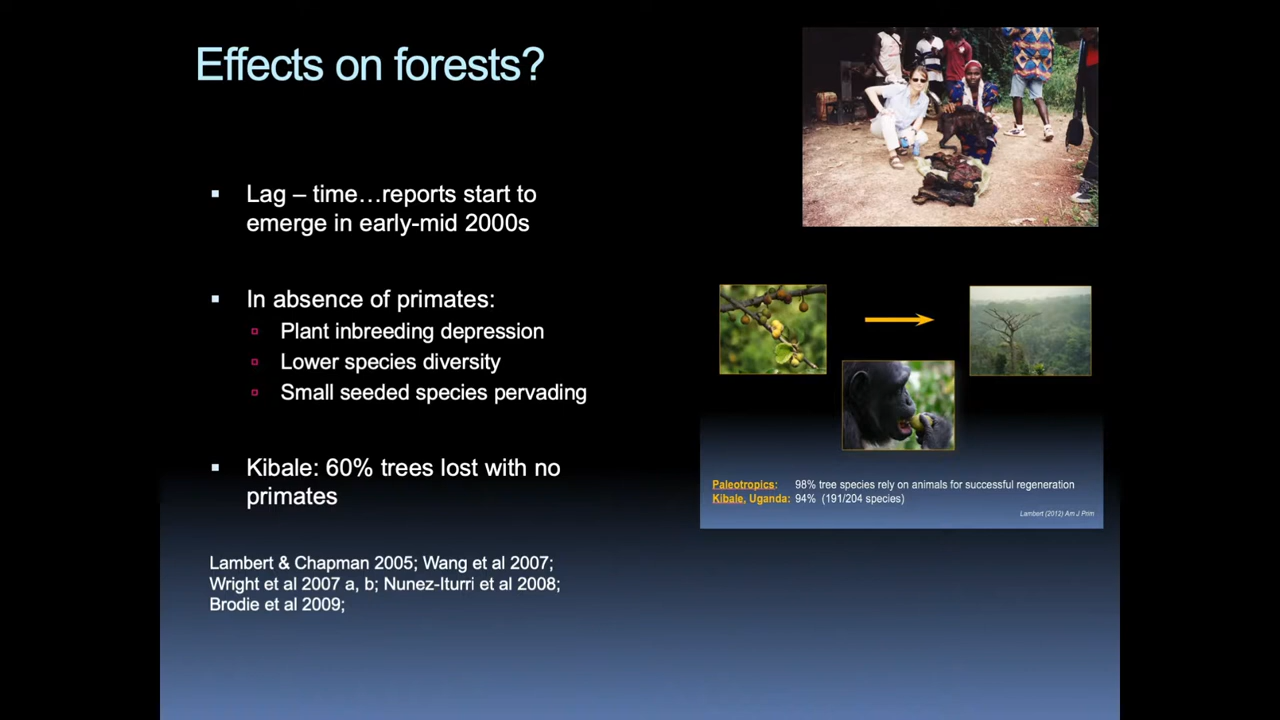 Effects on forests?
Lag – time…reports start to
emerge in early-mid 2000s
In absence of primates:
Plant inbreeding depression
Lower species diversity
Small seeded species pervading
Kibale: 60% trees lost with no
primates
Lambert & Chapman 2005; Wang et al 2007;
Wright et al 2007 a, b; Nunez-Iturri et al 2008;
Brodie et al 2009;
Paleotropics: 98% tree species rely on animals for successful regeneration
Kibale, Uganda: 94% (191/204 species)
Lambert (2012) Am J Prim